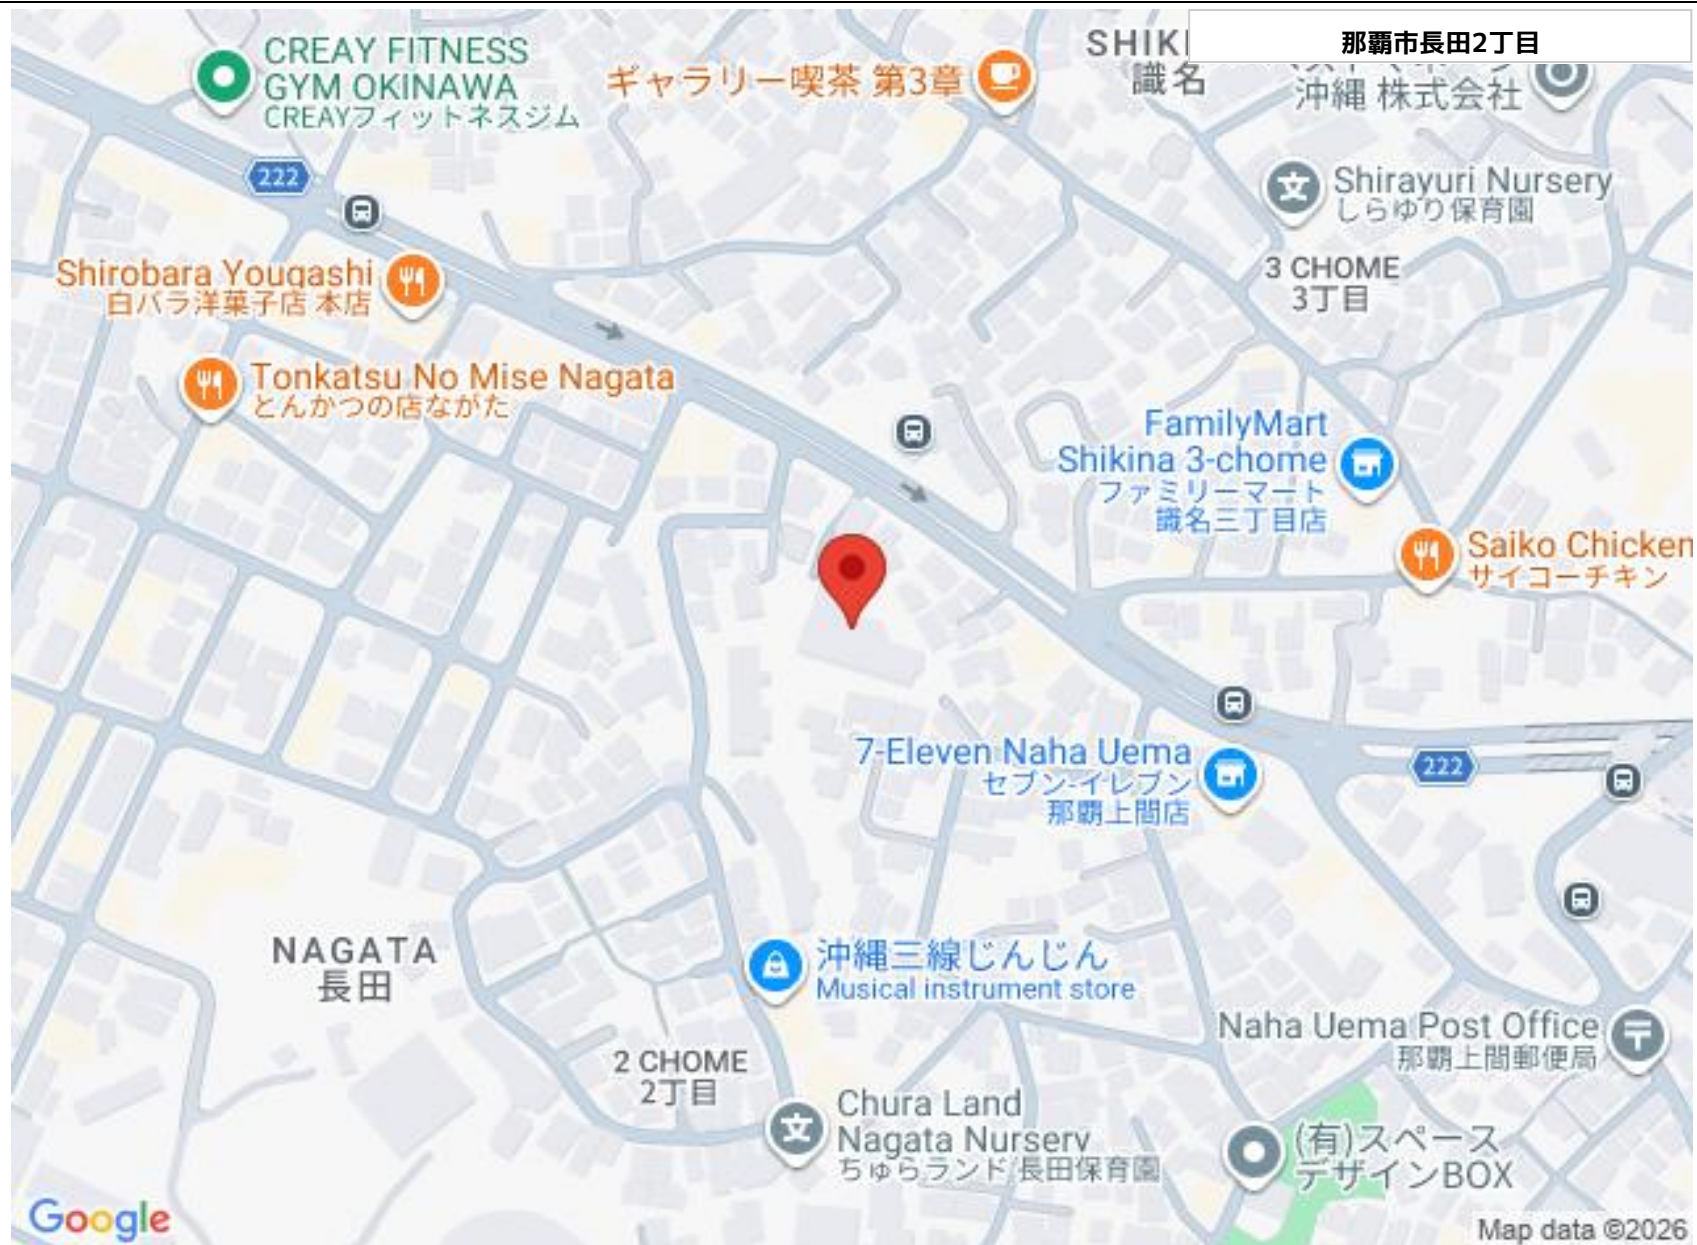 那覇市長田2丁目
CREAY FITNESS
GYM OKINAWA
CREAYフィットネスジム
ギャラリー喫茶 第3章
識名
沖縄 株式会社
222
Shirayuri Nursery
しらゆり保育園
Shirobara Yougashi
白バラ洋菓子店 本店
3 CHOME
3丁目
Tonkatsu No Mise Nagata
とんかつの店ながた
FamilyMart
Shikina 3-chome
ファミリーマート
識名三丁目店
Saiko Chicken
サイコーチキン
7-Eleven Naha Uema
セブン-イレブン
那覇上間店
222
NAGATA
長田
沖縄三線じんじん
Musical instrument store
Naha Uema Post Office
那覇上間郵便局
2 CHOME
2丁目
Chura Land
Nagata Nursery
ちゅらランド 長田保育園
(有)スペース
デザインBOX
Google
Map data ©2026